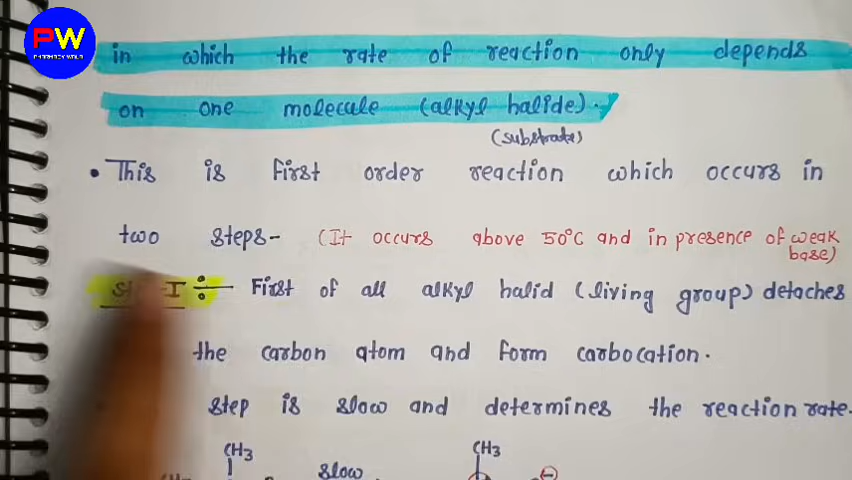 PW
PHARMACY WORLD
in which the rate of reaction only depends
on one molecule (alkyl halide).
(substrate)
• This is first order reaction which occurs in
two steps- (It occurs above 50°C and in presence of weak
base)
First of all alkyl halid (living group) detaches
the carbon atom and form carbocation.
step is slow and determines the reaction rate.
CH3 CH3
slow